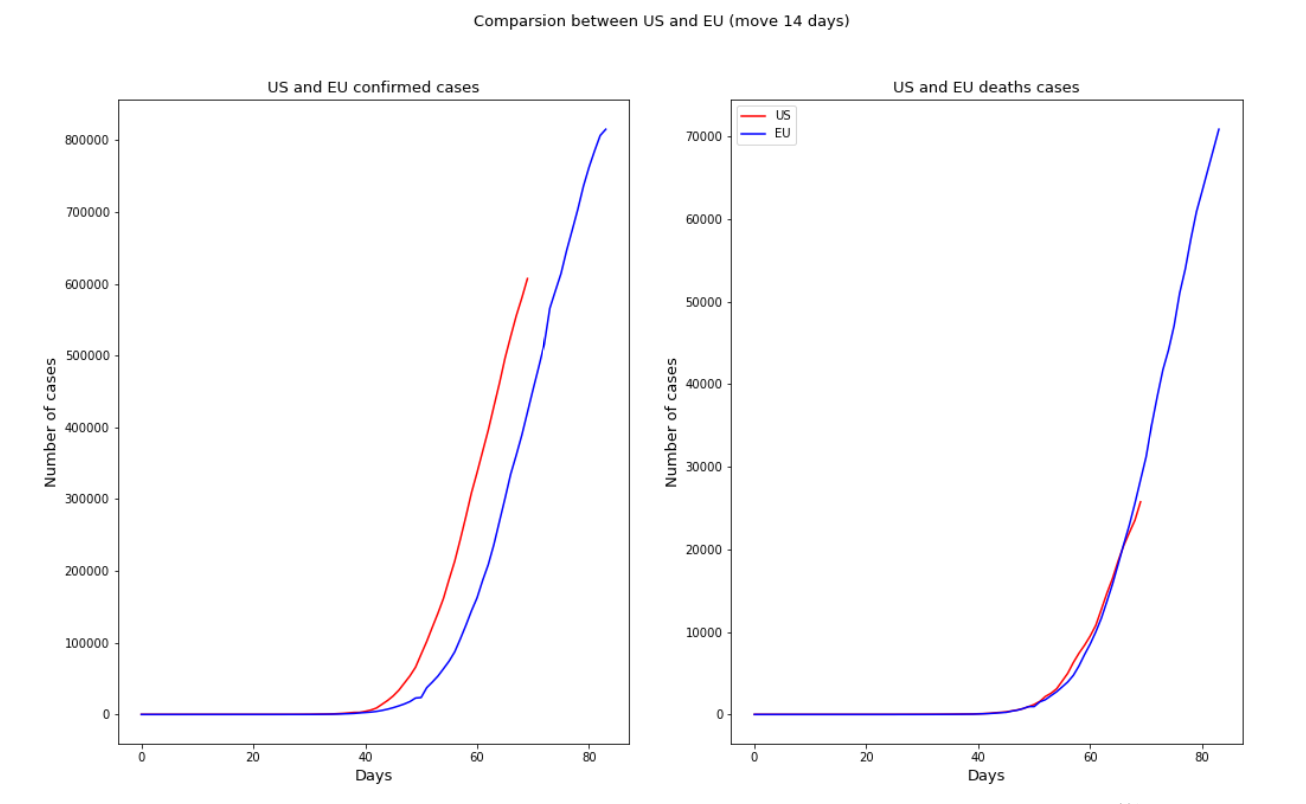 Comparsion between US and EU (move 14 days)
US and EU confirmed cases
800000
700000
600000
500000
400000
300000
200000
100000
0
Number of cases
0 20 40 60 80
Days
US and EU deaths cases
US
EU
70000
60000
50000
40000
30000
20000
10000
0
Number of cases
0 20 40 60 80
Days